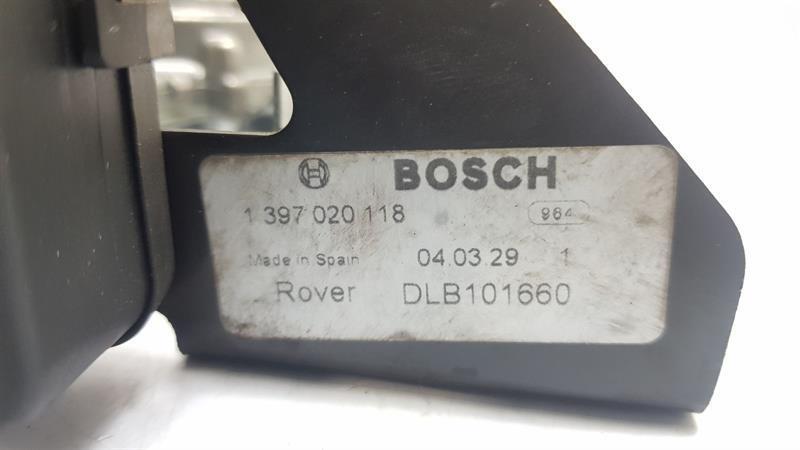 BOSCH
1 397 020 118 964
Made in Spain 04.03.29 1
Rover DLB101660